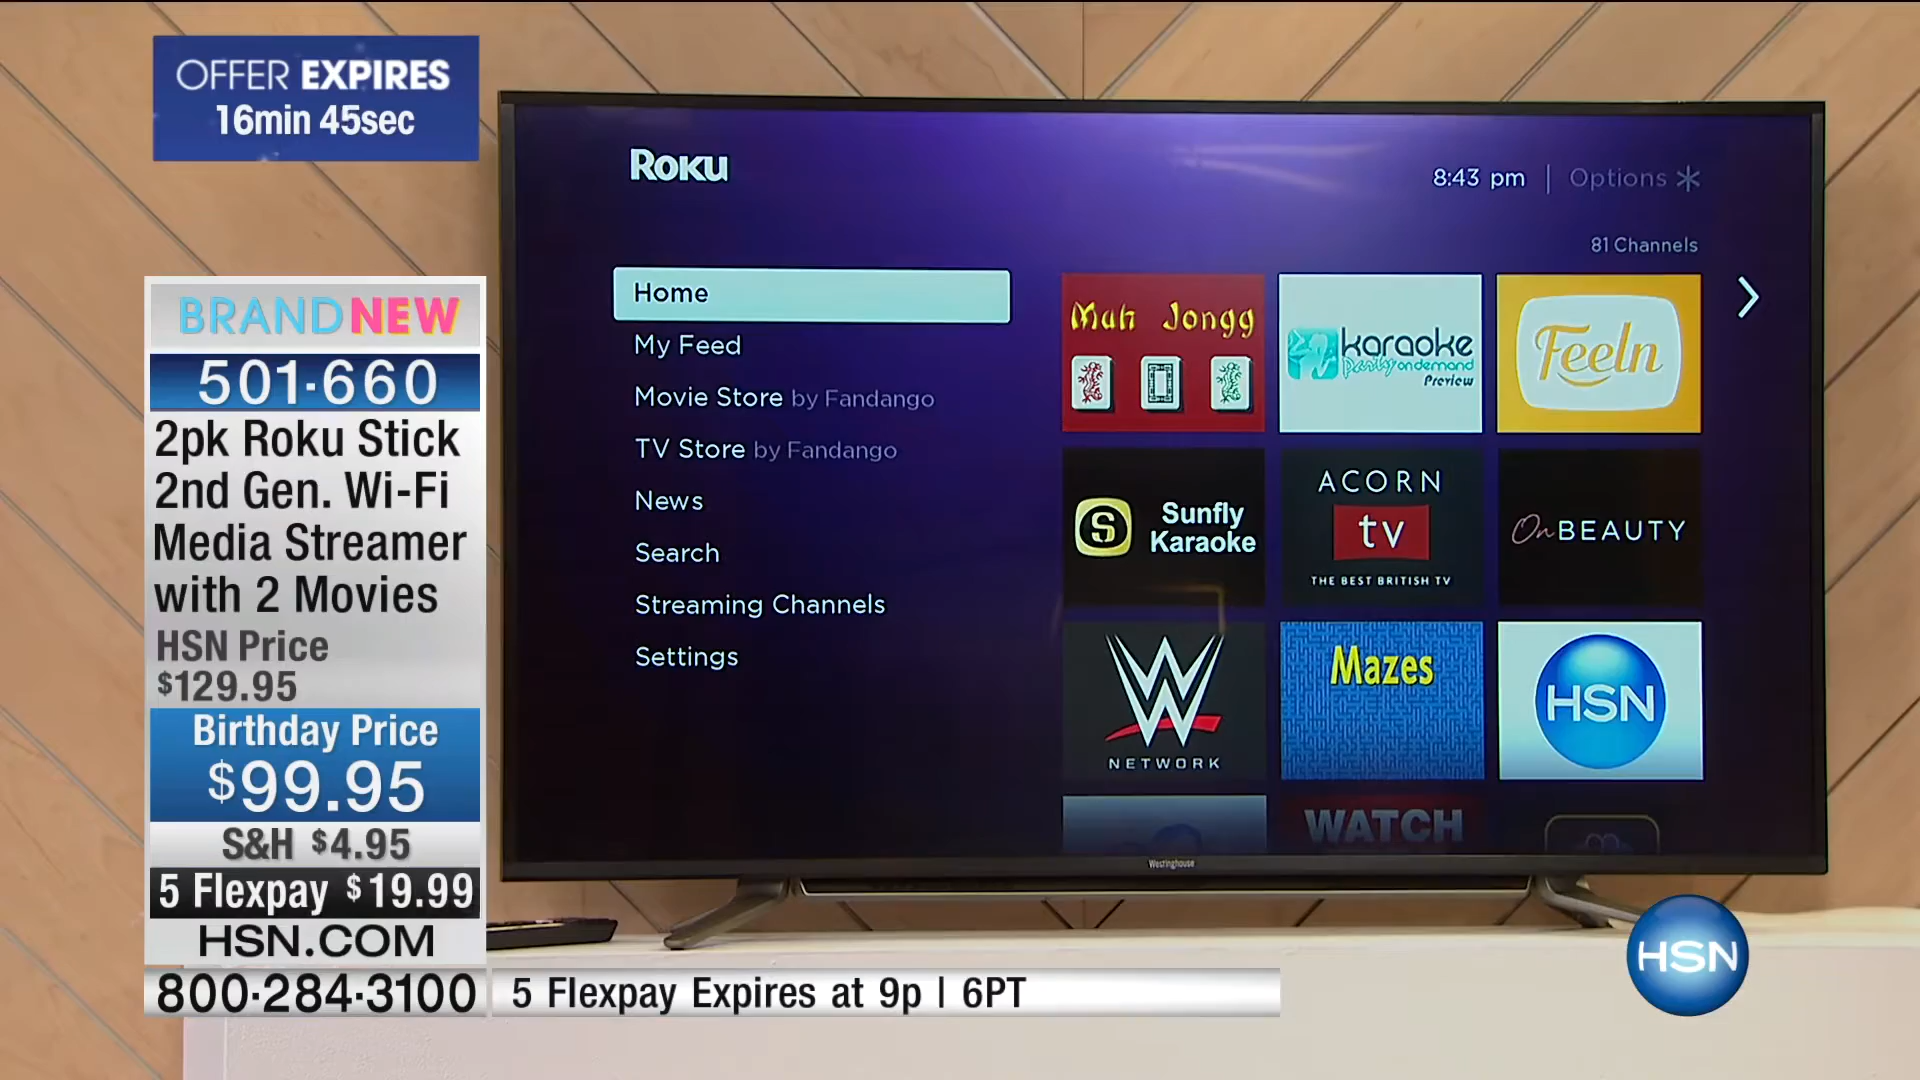 OFFER EXPIRES
16min 45sec
BRAND NEW
501-660
2pk Roku Stick
2nd Gen. Wi-Fi
Media Streamer
with 2 Movies
HSN Price
$129.95
Birthday Price
$99.95
S&H $4.95
5 Flexpay $19.99
HSN.COM
800·284·3100
5 Flexpay Expires at 9p | 6PT
ROKU
8:43 pm | Options
81 Channels
Home
My Feed
Movie Store by Fandango
TV Store by Fandango
News
Search
Streaming Channels
Settings
Mah Jongg
karaoke
party on demand
Preview
Feeln
S
Sunfly
Karaoke
ACORN
tv
THE BEST BRITISH TV
On BEAUTY
W
NETWORK
Mazes
HSN
WATCH
Westinghouse
HSN